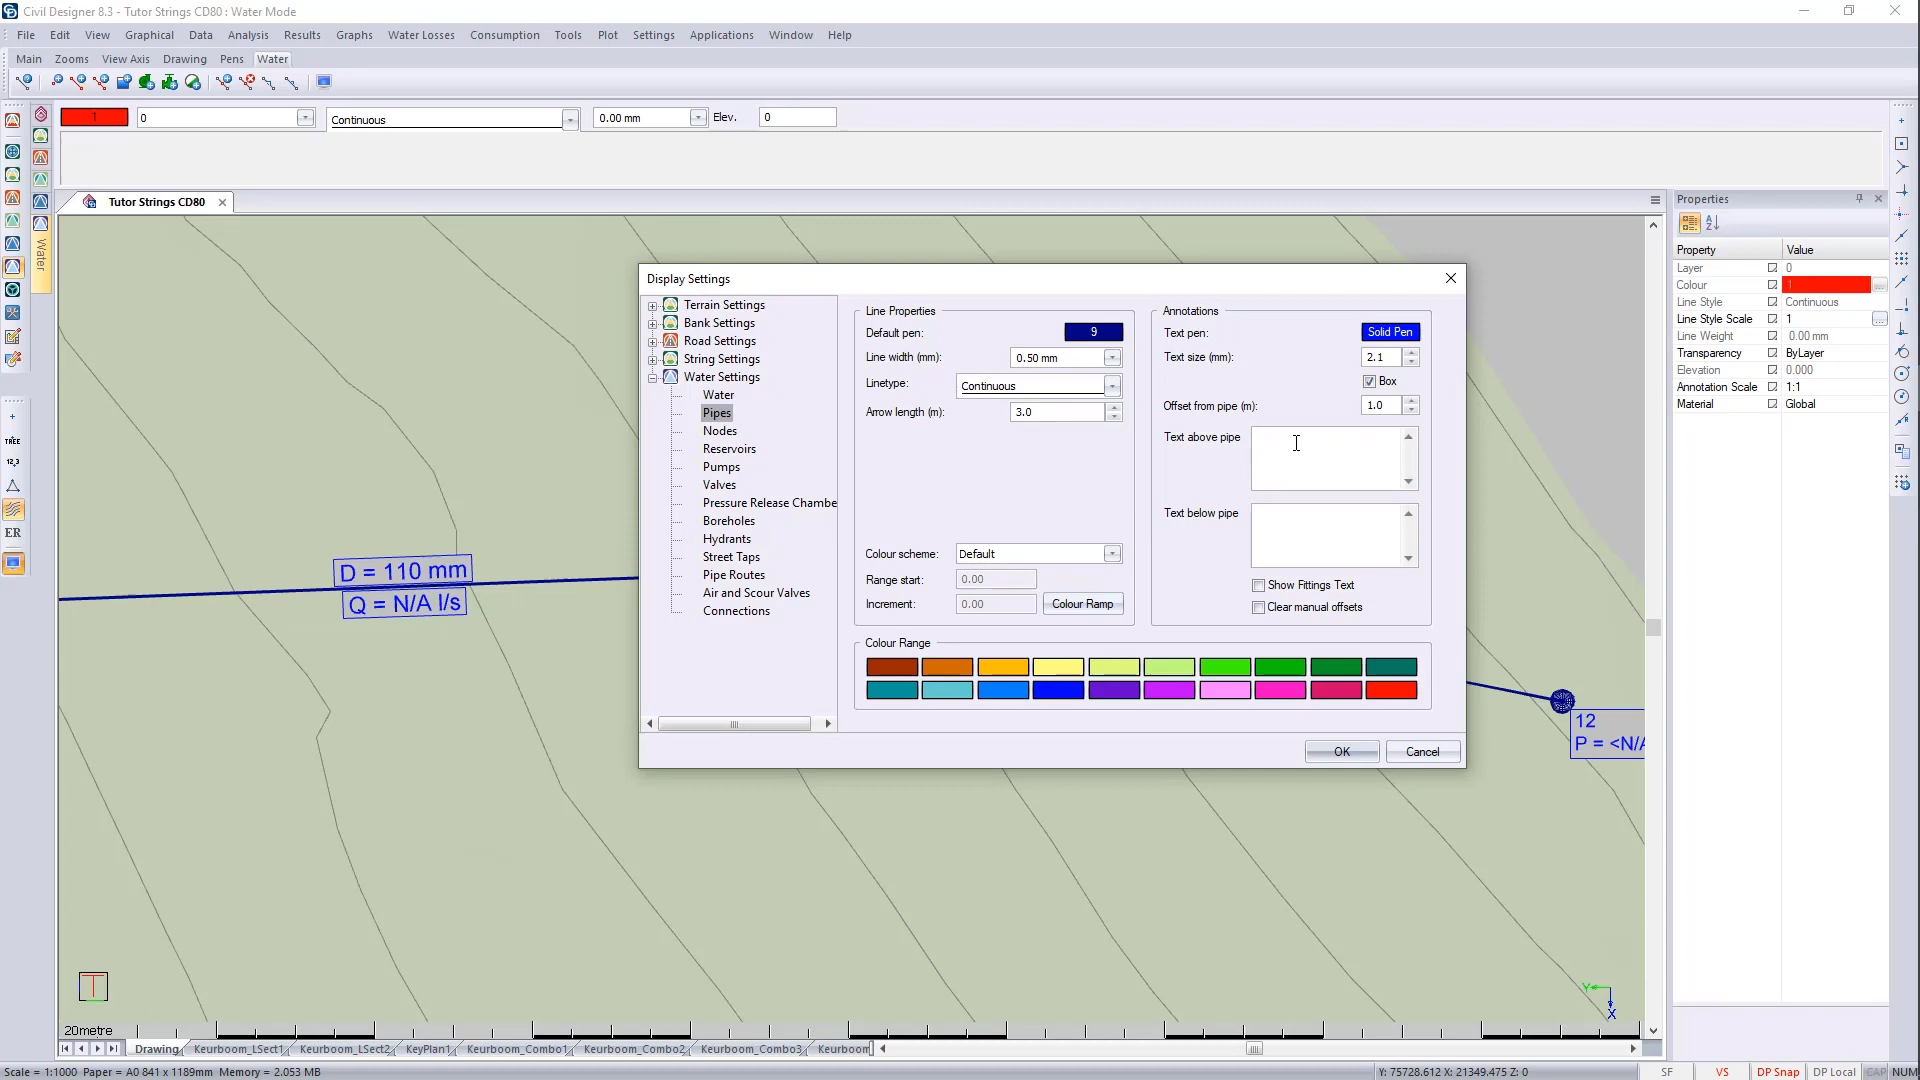 Civil Designer 8.3 - Tutor Strings CD80 : Water Mode
File Edit View Graphical Data Analysis Results Graphs Water Losses Consumption Tools Plot Settings Applications Window Help
Main Zooms View Axis Drawing Pens Water
1 0 Continuous 0.00 mm Elev. 0
Tutor Strings CD80
Water
TREE
12.3
ER
D = 110 mm
Q = N/A l/s
12
P = <N/A
20metre
T
Y
X
Display Settings
Terrain Settings
Bank Settings
Road Settings
String Settings
Water Settings
Water
Pipes
Nodes
Reservoirs
Pumps
Valves
Pressure Release Chambe
Boreholes
Hydrants
Street Taps
Pipe Routes
Air and Scour Valves
Connections
Line Properties
Default pen: 9
Line width (mm): 0.50 mm
Linetype: Continuous
Arrow length (m): 3.0
Colour scheme: Default
Range start: 0.00
Increment: 0.00 Colour Ramp
Annotations
Text pen: Solid Pen
Text size (mm): 2.1
Box
Offset from pipe (m): 1.0
Text above pipe
Text below pipe
Show Fittings Text
Clear manual offsets
Colour Range
OK Cancel
Properties
Property Value
Layer 0
Colour 1
Line Style Continuous
Line Style Scale 1
Line Weight 0.00 mm
Transparency ByLayer
Elevation 0.000
Annotation Scale 1:1
Material Global
Drawing Keurboom_LSect1 Keurboom_LSect2 KeyPlan1 Keurboom_Combo1 Keurboom_Combo2 Keurboom_Combo3 Keurboom
Scale = 1:1000 Paper = A0 841 x 1189mm Memory = 2.053 MB Y: 75728.612 X: 21349.475 Z: 0 SF VS DP Snap DP Local CAP NUM